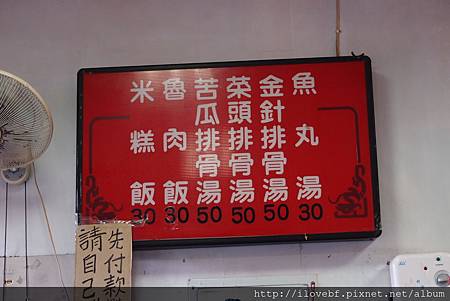 魚丸湯 30
金針排骨湯 50
菜頭排骨湯 50
苦瓜排骨湯 50
魯肉飯 30
米糕飯 30
先付款
請自己
http://ilovebf.pixnet.net/album